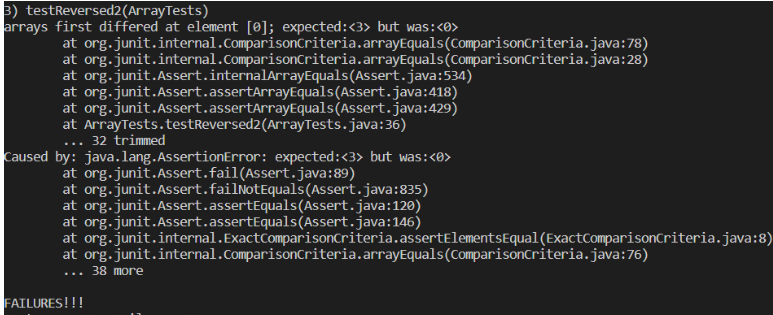 3) testReversed2(ArrayTests)
arrays first differed at element [0]; expected:<3> but was:<0>
        at org.junit.internal.ComparisonCriteria.arrayEquals(ComparisonCriteria.java:78)
        at org.junit.internal.ComparisonCriteria.arrayEquals(ComparisonCriteria.java:28)
        at org.junit.Assert.internalArrayEquals(Assert.java:534)
        at org.junit.Assert.assertArrayEquals(Assert.java:418)
        at org.junit.Assert.assertArrayEquals(Assert.java:429)
        at ArrayTests.testReversed2(ArrayTests.java:36)
        ... 32 trimmed
Caused by: java.lang.AssertionError: expected:<3> but was:<0>
        at org.junit.Assert.fail(Assert.java:89)
        at org.junit.Assert.failNotEquals(Assert.java:835)
        at org.junit.Assert.assertEquals(Assert.java:120)
        at org.junit.Assert.assertEquals(Assert.java:146)
        at org.junit.internal.ExactComparisonCriteria.assertElementsEqual(ExactComparisonCriteria.java:8)
        at org.junit.internal.ComparisonCriteria.arrayEquals(ComparisonCriteria.java:76)
        ... 38 more
FAILURES!!!